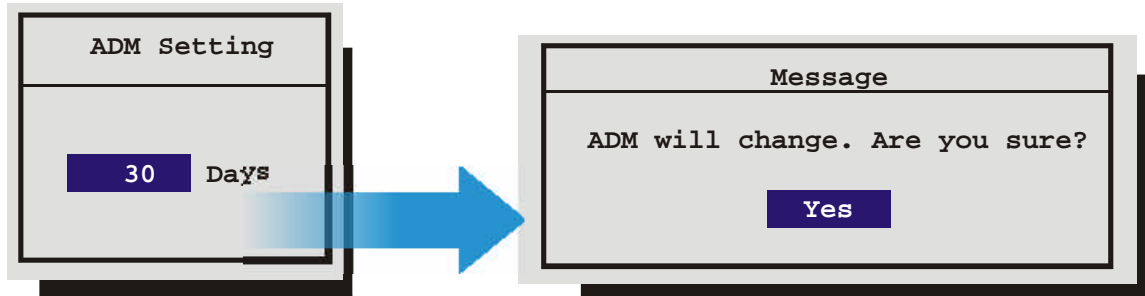 ADM Setting
30 Days
Message
ADM will change. Are you sure?
Yes